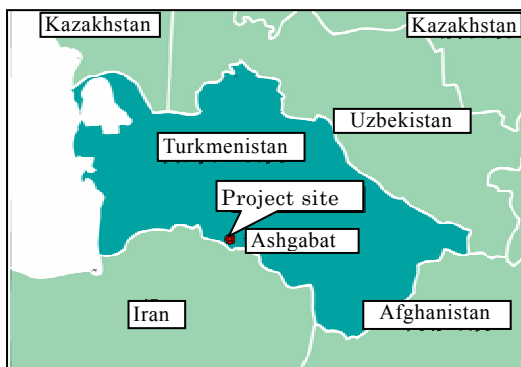 Kazakhstan
Kazakhstan
Uzbekistan
Turkmenistan
Project site
Ashgabat
Iran
Afghanistan